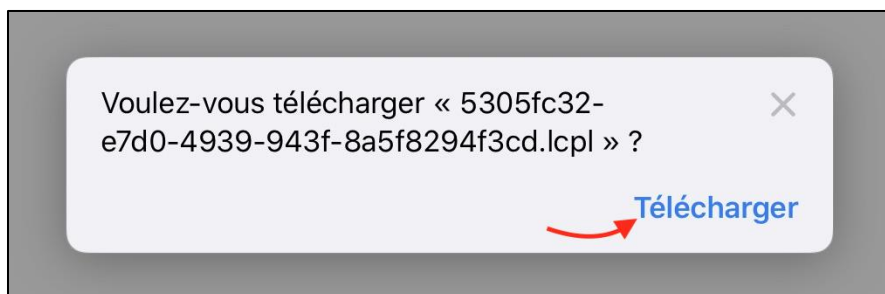 Voulez-vous télécharger « 5305fc32-
e7d0-4939-943f-8a5f8294f3cd.lcpl » ?
Télécharger